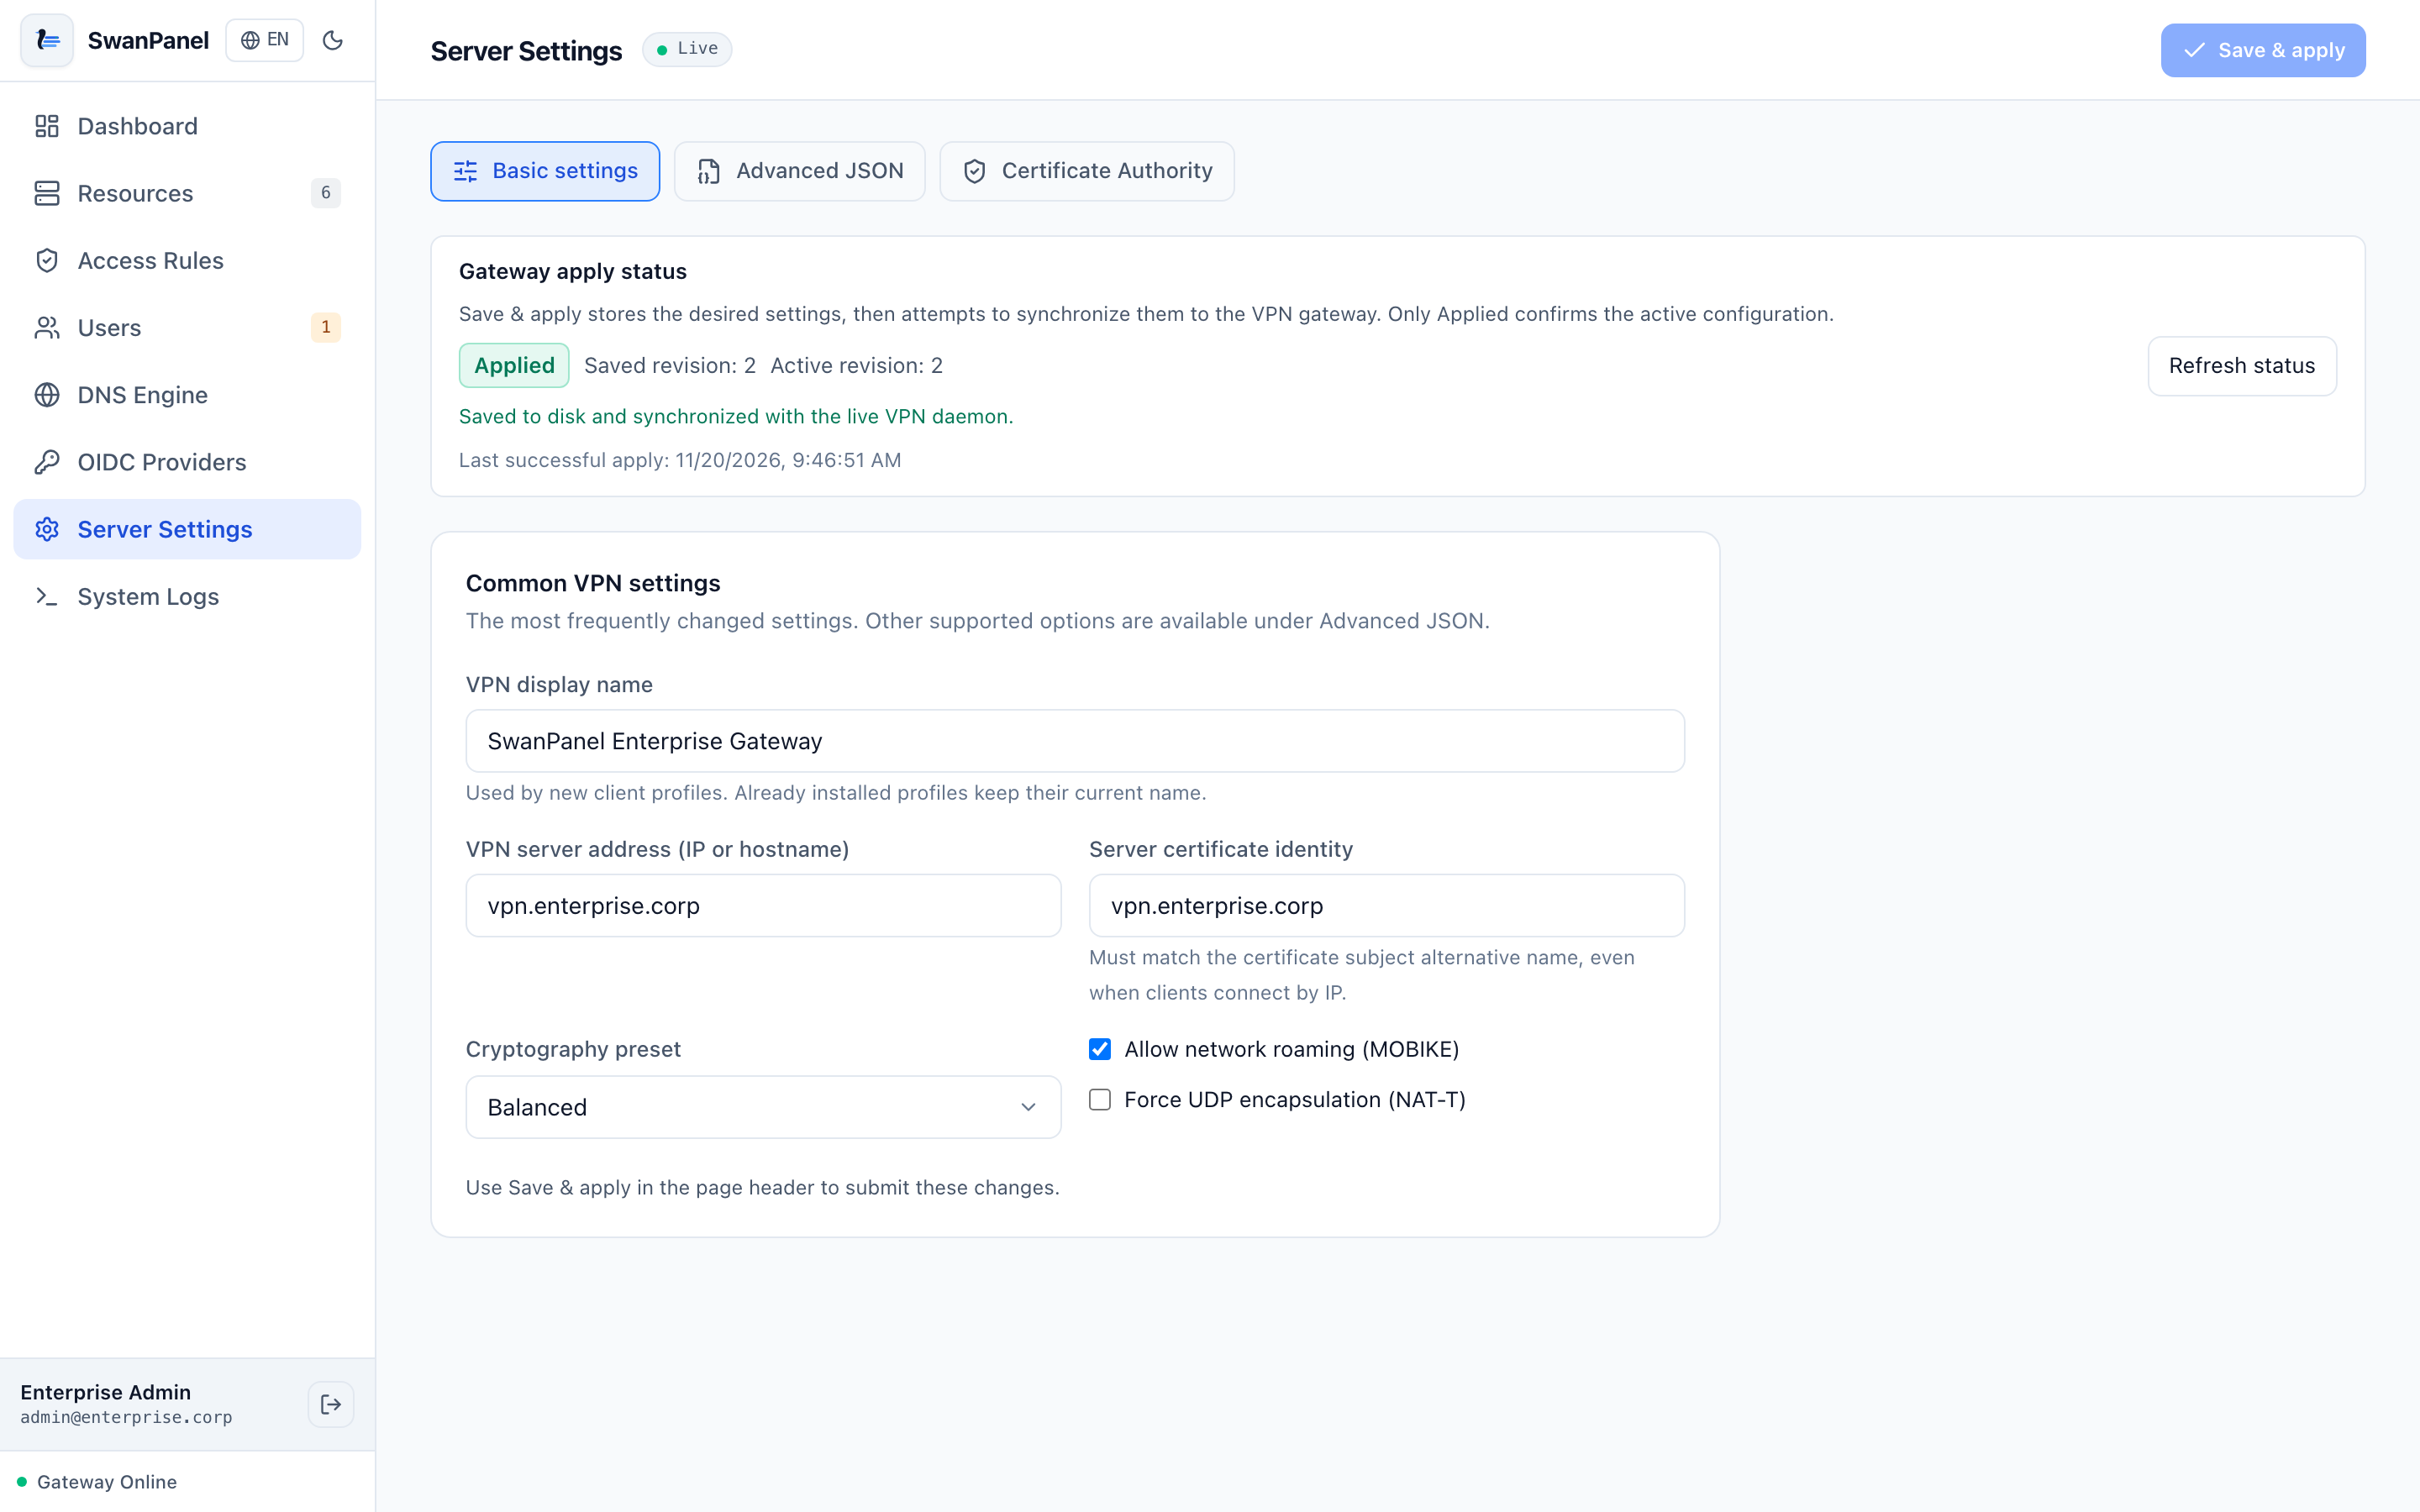 SwanPanel
EN
Dashboard
Resources
6
Access Rules
Users
1
DNS Engine
OIDC Providers
Server Settings
System Logs
Enterprise Admin
admin@enterprise.corp
Gateway Online
Server Settings
Live
Save & apply
Basic settings
Advanced JSON
Certificate Authority
Gateway apply status
Save & apply stores the desired settings, then attempts to synchronize them to the VPN gateway. Only Applied confirms the active configuration.
Applied
Saved revision: 2
Active revision: 2
Refresh status
Saved to disk and synchronized with the live VPN daemon.
Last successful apply: 11/20/2026, 9:46:51 AM
Common VPN settings
The most frequently changed settings. Other supported options are available under Advanced JSON.
VPN display name
SwanPanel Enterprise Gateway
Used by new client profiles. Already installed profiles keep their current name.
VPN server address (IP or hostname)
vpn.enterprise.corp
Server certificate identity
vpn.enterprise.corp
Must match the certificate subject alternative name, even
when clients connect by IP.
Cryptography preset
Balanced
Allow network roaming (MOBIKE)
Force UDP encapsulation (NAT-T)
Use Save & apply in the page header to submit these changes.